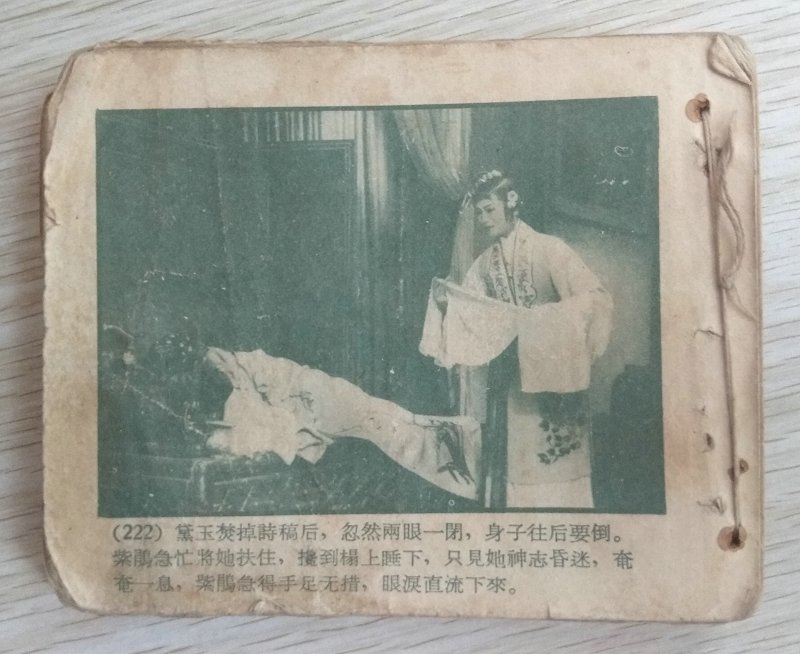 (222) 黛玉焚掉詩稿后，忽然兩眼一閉，身子往后要倒。
紫鵑急忙將她扶住，攙到榻上睡下，只見她神志昏迷，奄
奄一息，紫鵑急得手足无措，眼淚直流下來。